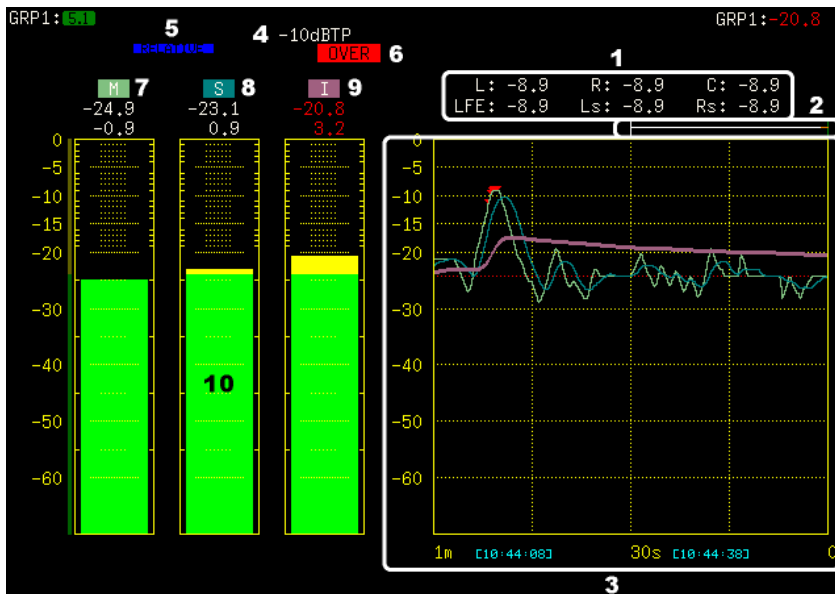 GRP1: 5.1
GRP1:-20.8
5
4 -10dBTP
RELATIVE
OVER 6
1
M 7
S 8
I 9
-24.9 -23.1 -20.8
-0.9 0.9 3.2
L: -8.9 R: -8.9 C: -8.9
LFE: -8.9 Ls: -8.9 Rs: -8.9
2
0
-5
-10
-15
-20
-30
-40
-50
-60
10
0
-5
-10
-15
-20
-30
-40
-50
-60
1m [10:44:08] 30s [10:44:38] 0
3